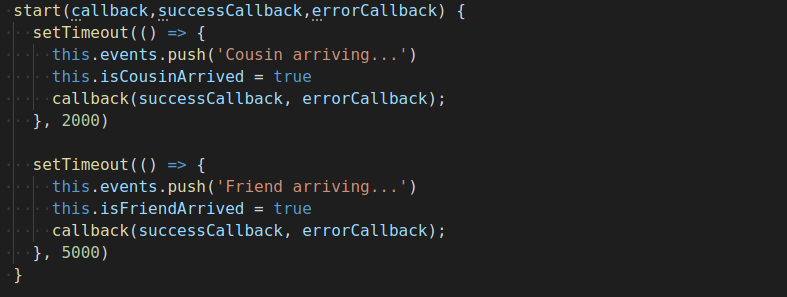 start(callback,successCallback,errorCallback) {
setTimeout(() => {
this.events.push('Cousin arriving...')
this.isCousinArrived = true
callback(successCallback, errorCallback);
}, 2000)
setTimeout(() => {
this.events.push('Friend arriving...')
this.isFriendArrived = true
callback(successCallback, errorCallback);
}, 5000)
}